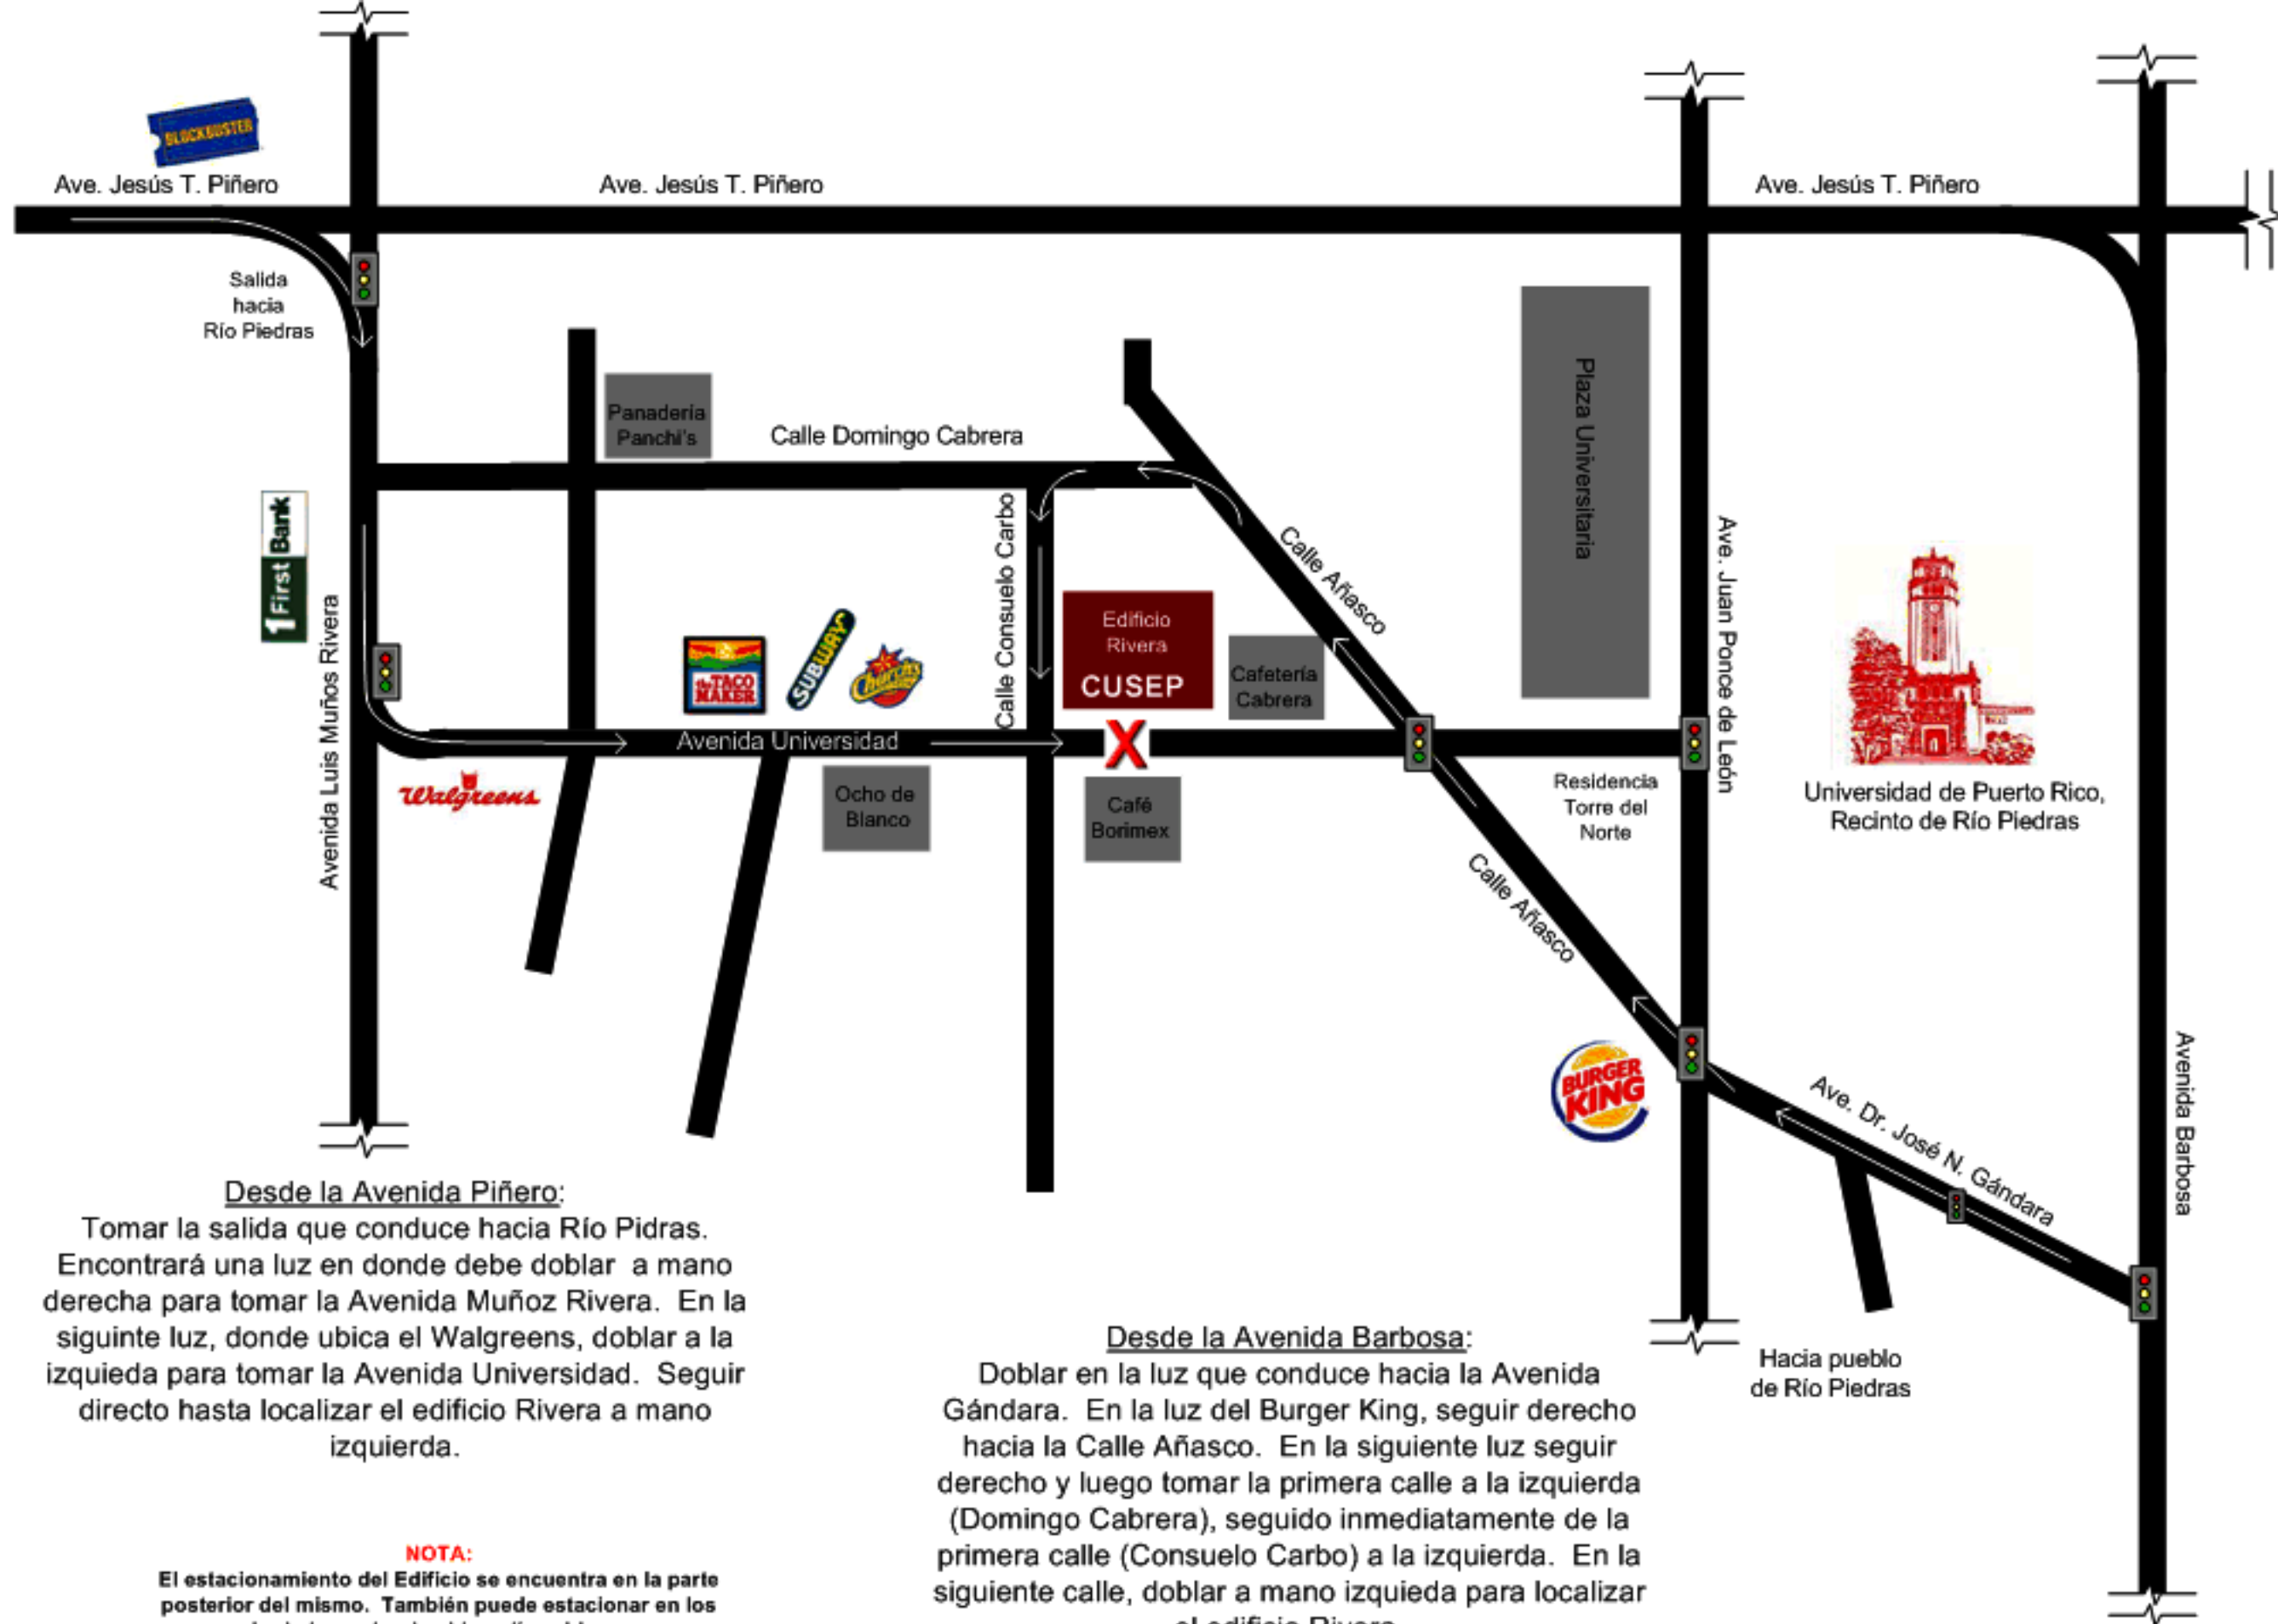 BLOCKBUSTER
Ave. Jesús T. Piñero
Ave. Jesús T. Piñero
Ave. Jesús T. Piñero
Salida
hacia
Río Piedras
Panadería
Panchi's
Calle Domingo Cabrera
Plaza Universitaria
1 First Bank
Calle Consuelo Carbo
Calle Añasco
Ave. Juan Ponce de León
Avenida Luis Muños Rivera
Edificio
Rivera
CUSEP
the TACO
MAKER
SUBWAY
Church's
Cafetería
Cabrera
Avenida Universidad
X
Walgreens
Ocho de
Blanco
Café
Borimex
Residencia
Torre del
Norte
Universidad de Puerto Rico,
Recinto de Río Piedras
Calle Añasco
BURGER
KING
Ave. Dr. José N. Gándara
Avenida Barbosa
Hacia pueblo
de Río Piedras
Desde la Avenida Piñero:
Tomar la salida que conduce hacia Río Pidras.
Encontrará una luz en donde debe doblar a mano
derecha para tomar la Avenida Muñoz Rivera. En la
siguinte luz, donde ubica el Walgreens, doblar a la
izquieda para tomar la Avenida Universidad. Seguir
directo hasta localizar el edificio Rivera a mano
izquierda.
NOTA:
El estacionamiento del Edificio se encuentra en la parte
posterior del mismo. También puede estacionar en los
Desde la Avenida Barbosa:
Doblar en la luz que conduce hacia la Avenida
Gándara. En la luz del Burger King, seguir derecho
hacia la Calle Añasco. En la siguiente luz seguir
derecho y luego tomar la primera calle a la izquierda
(Domingo Cabrera), seguido inmediatamente de la
primera calle (Consuelo Carbo) a la izquierda. En la
siguiente calle, doblar a mano izquieda para localizar
el edificio Rivera